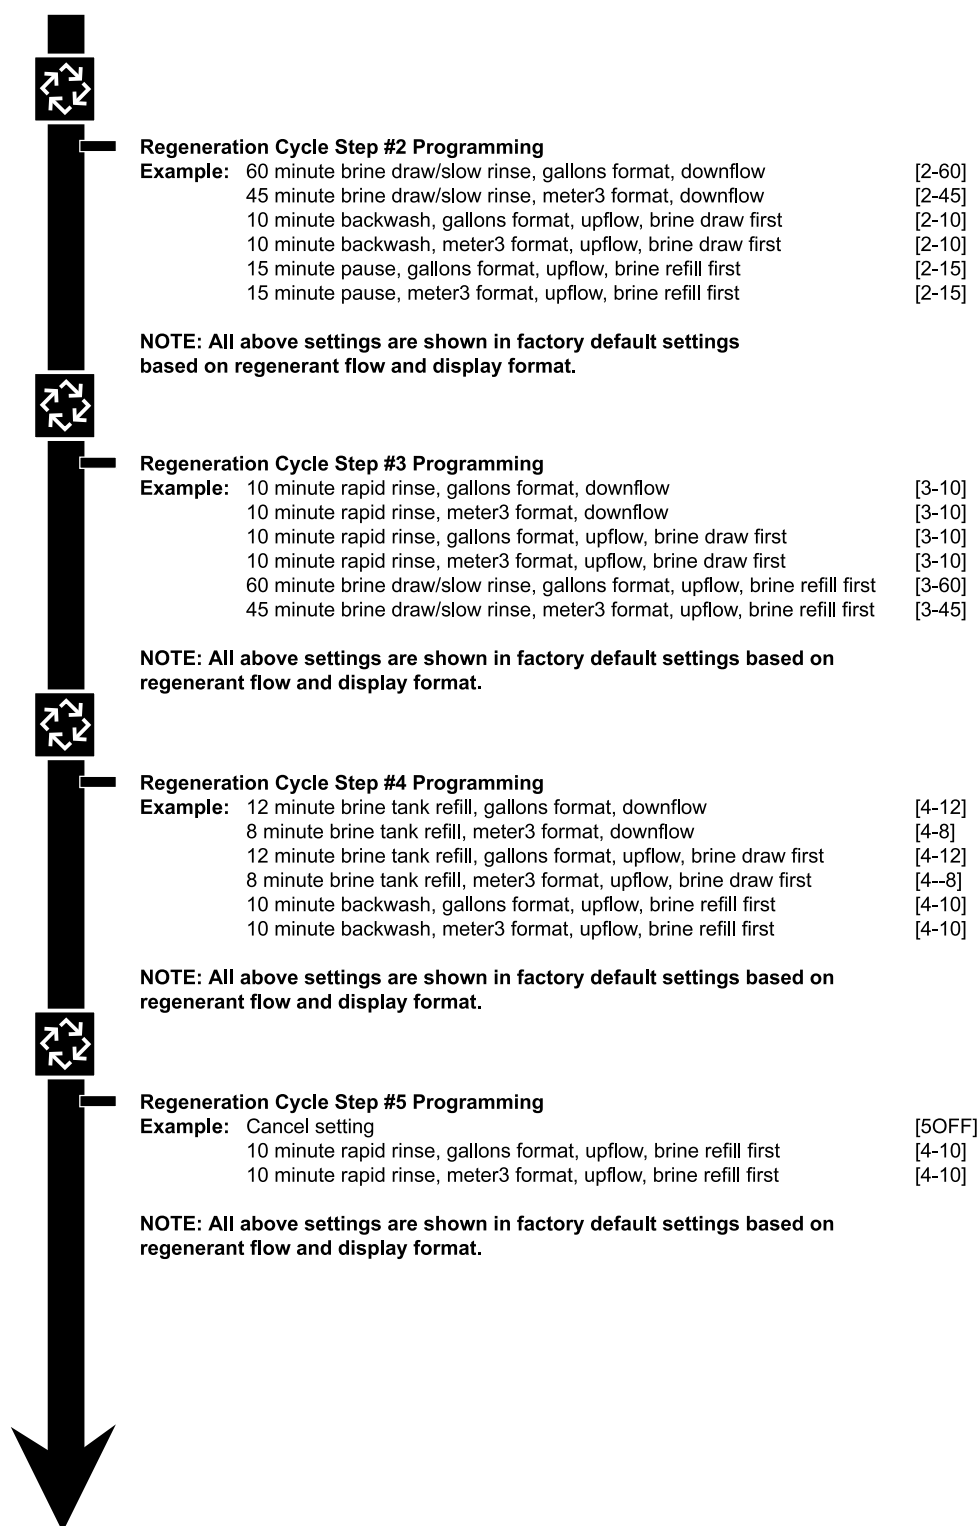 Regeneration Cycle Step #2 Programming
Example: 60 minute brine draw/slow rinse, gallons format, downflow [2-60]
45 minute brine draw/slow rinse, meter3 format, downflow [2-45]
10 minute backwash, gallons format, upflow, brine draw first [2-10]
10 minute backwash, meter3 format, upflow, brine draw first [2-10]
15 minute pause, gallons format, upflow, brine refill first [2-15]
15 minute pause, meter3 format, upflow, brine refill first [2-15]
NOTE: All above settings are shown in factory default settings
based on regenerant flow and display format.
Regeneration Cycle Step #3 Programming
Example: 10 minute rapid rinse, gallons format, downflow [3-10]
10 minute rapid rinse, meter3 format, downflow [3-10]
10 minute rapid rinse, gallons format, upflow, brine draw first [3-10]
10 minute rapid rinse, meter3 format, upflow, brine draw first [3-10]
60 minute brine draw/slow rinse, gallons format, upflow, brine refill first [3-60]
45 minute brine draw/slow rinse, meter3 format, upflow, brine refill first [3-45]
NOTE: All above settings are shown in factory default settings based on
regenerant flow and display format.
Regeneration Cycle Step #4 Programming
Example: 12 minute brine tank refill, gallons format, downflow [4-12]
8 minute brine tank refill, meter3 format, downflow [4-8]
12 minute brine tank refill, gallons format, upflow, brine draw first [4-12]
8 minute brine tank refill, meter3 format, upflow, brine draw first [4--8]
10 minute backwash, gallons format, upflow, brine refill first [4-10]
10 minute backwash, meter3 format, upflow, brine refill first [4-10]
NOTE: All above settings are shown in factory default settings based on
regenerant flow and display format.
Regeneration Cycle Step #5 Programming
Example: Cancel setting [5OFF]
10 minute rapid rinse, gallons format, upflow, brine refill first [4-10]
10 minute rapid rinse, meter3 format, upflow, brine refill first [4-10]
NOTE: All above settings are shown in factory default settings based on
regenerant flow and display format.